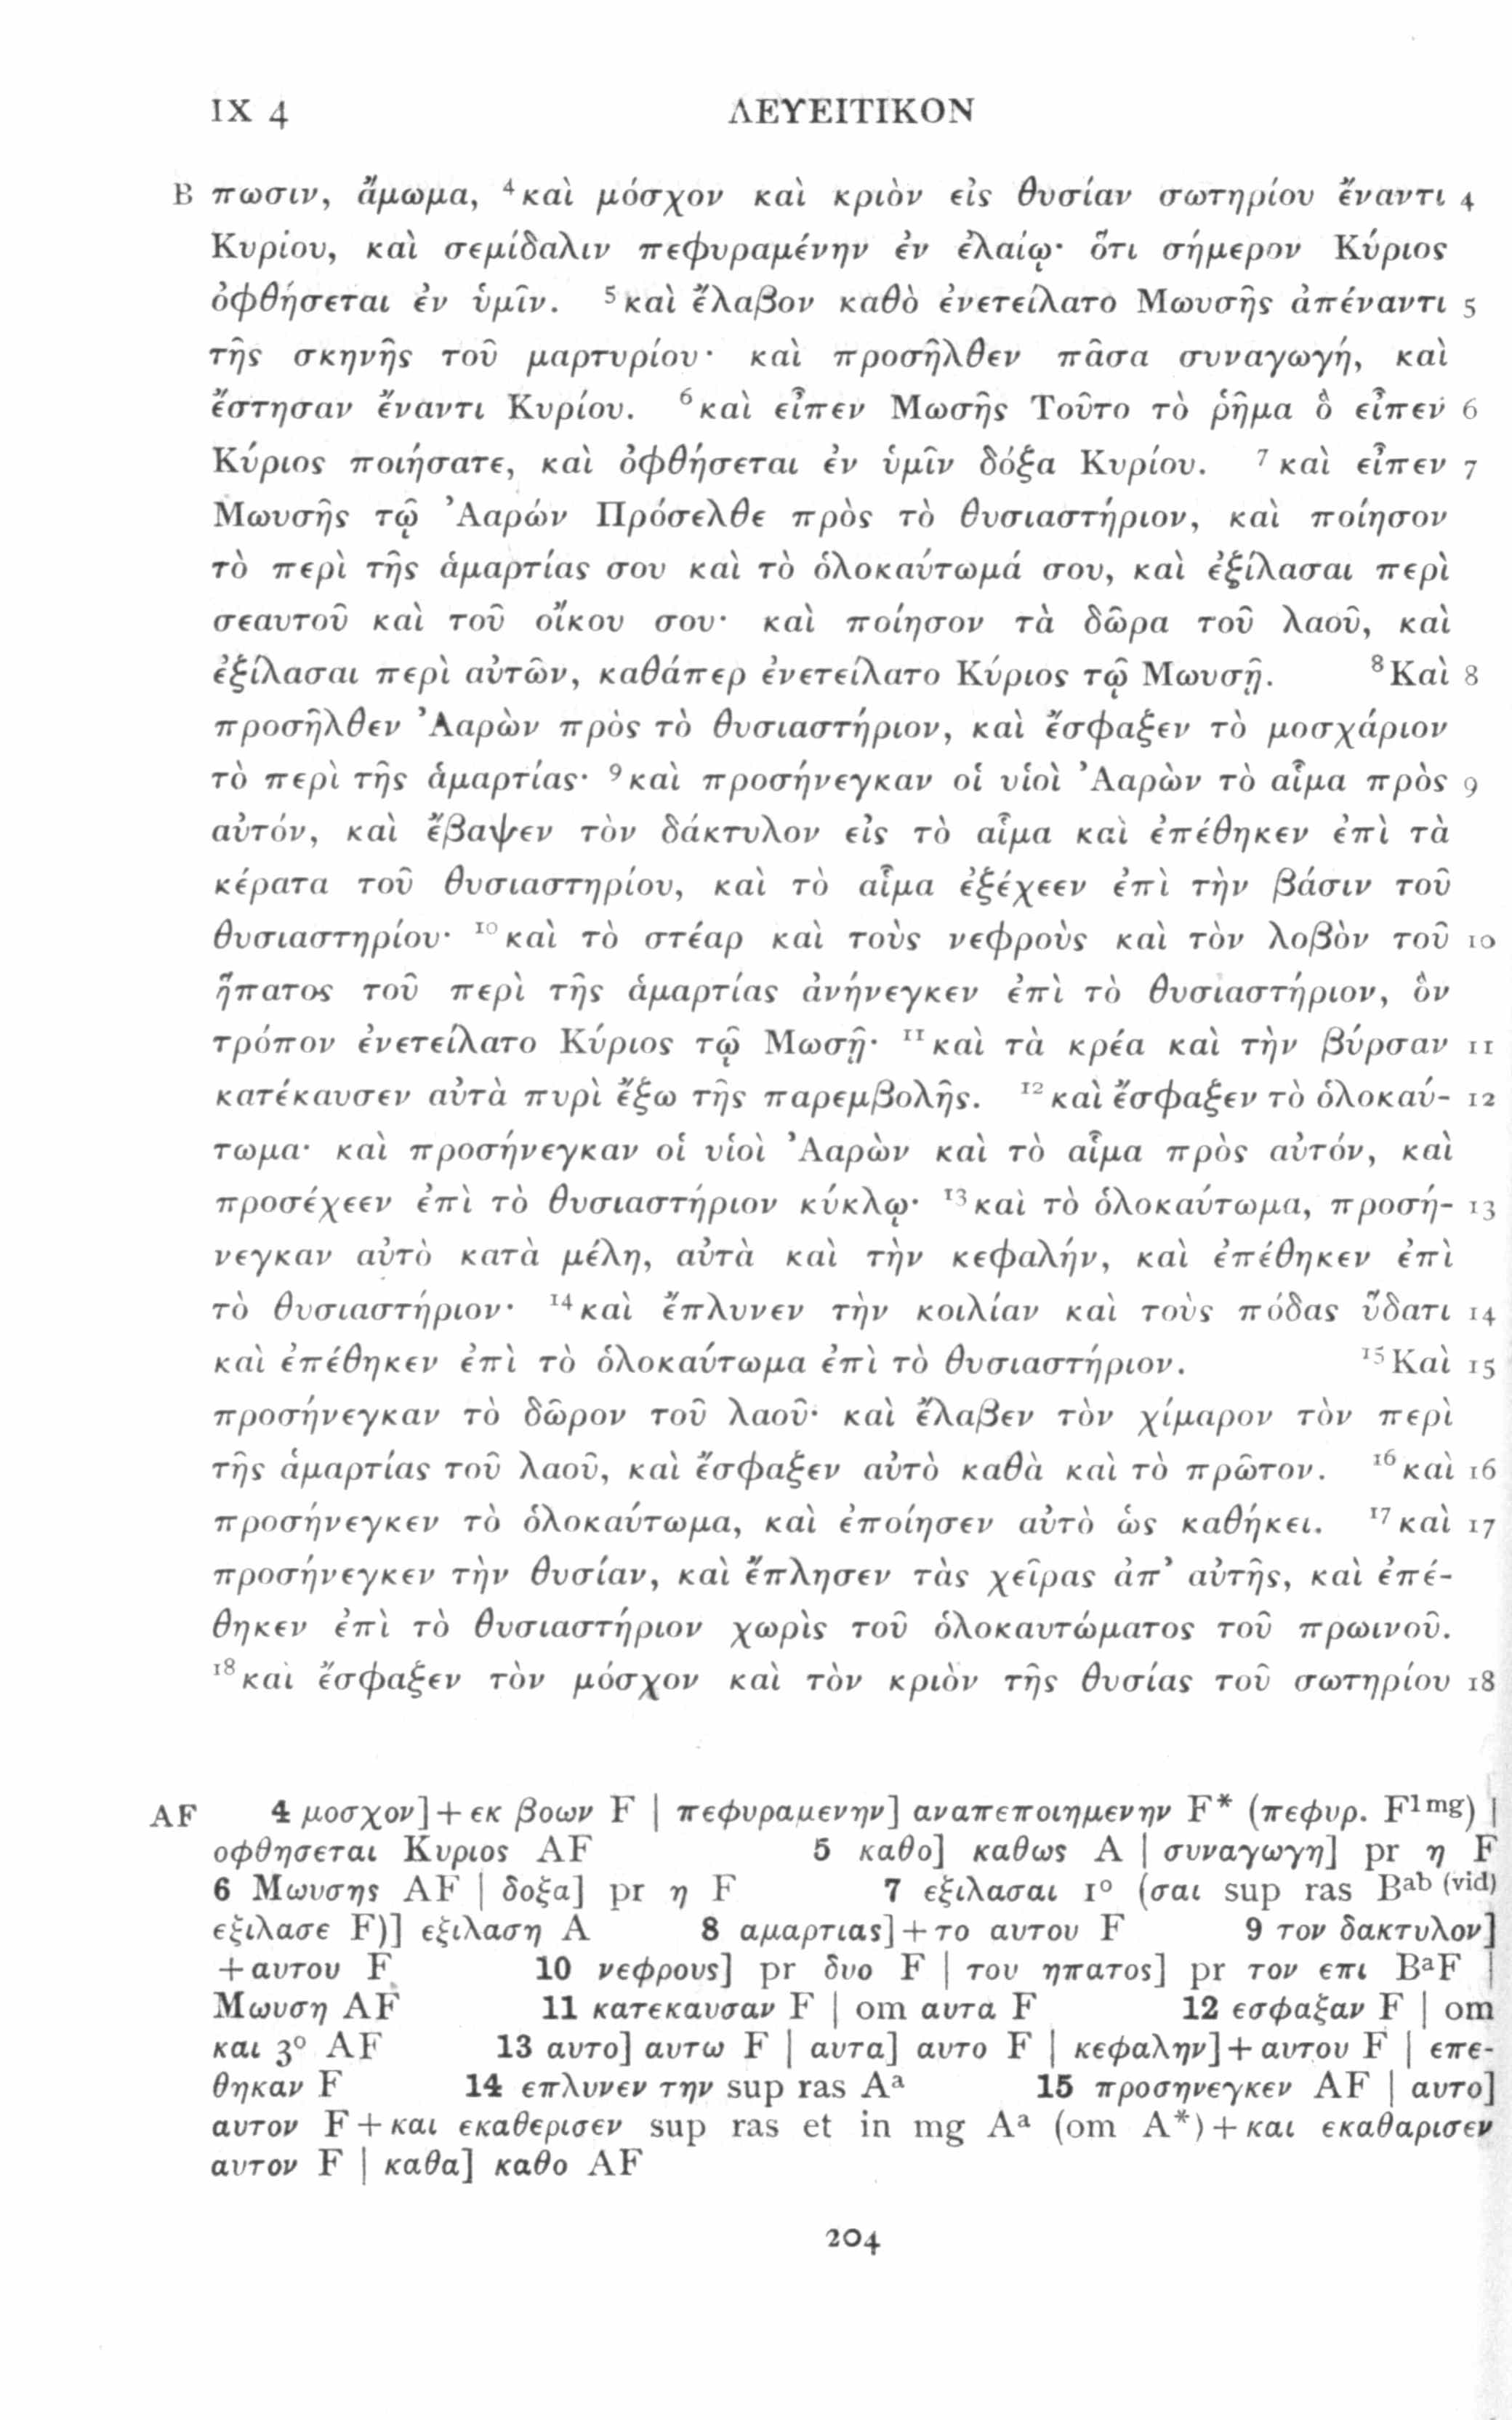 IX 4 ΛΕΥΕΙΤΙΚΟΝ
B πωσιν, ἄμωμα, ⁴καὶ μόσχον καὶ κριὸν εἰς θυσίαν σωτηρίου ἔναντι 4
Κυρίου, καὶ σεμίδαλιν πεφυραμένην ἐν ἐλαίῳ· ὅτι σήμερον Κύριος
ὀφθήσεται ἐν ὑμῖν. ⁵καὶ ἔλαβον καθὸ ἐνετείλατο Μωυσῆς ἀπέναντι 5
τῆς σκηνῆς τοῦ μαρτυρίου· καὶ προσῆλθεν πᾶσα συναγωγή, καὶ
ἔστησαν ἔναντι Κυρίου. ⁶καὶ εἶπεν Μωσῆς Τοῦτο τὸ ῥῆμα ὃ εἶπεν 6
Κύριος ποιήσατε, καὶ ὀφθήσεται ἐν ὑμῖν δόξα Κυρίου. ⁷καὶ εἶπεν 7
Μωυσῆς τῷ Ἀαρών Πρόσελθε πρὸς τὸ θυσιαστήριον, καὶ ποίησον
τὸ περὶ τῆς ἁμαρτίας σου καὶ τὸ ὁλοκαύτωμά σου, καὶ ἐξίλασαι περὶ
σεαυτοῦ καὶ τοῦ οἴκου σου· καὶ ποίησον τὰ δῶρα τοῦ λαοῦ, καὶ
ἐξίλασαι περὶ αὐτῶν, καθάπερ ἐνετείλατο Κύριος τῷ Μωυσῇ. ⁸Καὶ 8
προσῆλθεν Ἀαρὼν πρὸς τὸ θυσιαστήριον, καὶ ἔσφαξεν τὸ μοσχάριον
τὸ περὶ τῆς ἁμαρτίας· ⁹καὶ προσήνεγκαν οἱ υἱοὶ Ἀαρὼν τὸ αἷμα πρὸς 9
αὐτόν, καὶ ἔβαψεν τὸν δάκτυλον εἰς τὸ αἷμα καὶ ἐπέθηκεν ἐπὶ τὰ
κέρατα τοῦ θυσιαστηρίου, καὶ τὸ αἷμα ἐξέχεεν ἐπὶ τὴν βάσιν τοῦ
θυσιαστηρίου· ¹⁰καὶ τὸ στέαρ καὶ τοὺς νεφροὺς καὶ τὸν λοβὸν τοῦ 10
ἥπατος τοῦ περὶ τῆς ἁμαρτίας ἀνήνεγκεν ἐπὶ τὸ θυσιαστήριον, ὃν
τρόπον ἐνετείλατο Κύριος τῷ Μωσῇ· ¹¹καὶ τὰ κρέα καὶ τὴν βύρσαν 11
κατέκαυσεν αὐτὰ πυρὶ ἔξω τῆς παρεμβολῆς. ¹²καὶ ἔσφαξεν τὸ ὁλοκαύ- 12
τωμα· καὶ προσήνεγκαν οἱ υἱοὶ Ἀαρὼν καὶ τὸ αἷμα πρὸς αὐτόν, καὶ
προσέχεεν ἐπὶ τὸ θυσιαστήριον κύκλῳ· ¹³καὶ τὸ ὁλοκαύτωμα, προσή- 13
νεγκαν αὐτὸ κατὰ μέλη, αὐτὰ καὶ τὴν κεφαλήν, καὶ ἐπέθηκεν ἐπὶ
τὸ θυσιαστήριον· ¹⁴καὶ ἔπλυνεν τὴν κοιλίαν καὶ τοὺς πόδας ὕδατι 14
καὶ ἐπέθηκεν ἐπὶ τὸ ὁλοκαύτωμα ἐπὶ τὸ θυσιαστήριον. ¹⁵Καὶ 15
προσήνεγκαν τὸ δῶρον τοῦ λαοῦ· καὶ ἔλαβεν τὸν χίμαρον τὸν περὶ
τῆς ἁμαρτίας τοῦ λαοῦ, καὶ ἔσφαξεν αὐτὸ καθὰ καὶ τὸ πρῶτον. ¹⁶καὶ 16
προσήνεγκεν τὸ ὁλοκαύτωμα, καὶ ἐποίησεν αὐτὸ ὡς καθήκει. ¹⁷καὶ 17
προσήνεγκεν τὴν θυσίαν, καὶ ἔπλησεν τὰς χεῖρας ἀπ’ αὐτῆς, καὶ ἐπέ-
θηκεν ἐπὶ τὸ θυσιαστήριον χωρὶς τοῦ ὁλοκαυτώματος τοῦ πρωινοῦ.
¹⁸καὶ ἔσφαξεν τὸν μόσχον καὶ τὸν κριὸν τῆς θυσίας τοῦ σωτηρίου 18
AF 4 μοσχον]+εκ βοων F | πεφυραμενην] αναπεποιημενην F* (πεφυρ. F¹ᵐᵍ) |
οφθησεται Κυριος AF 5 καθο] καθως A | συναγωγη] pr η F
6 Μωυσης AF | δοξα] pr η F 7 εξιλασαι 1º (σαι sup ras Bᵃᵇ ⁽ᵛⁱᵈ⁾
εξιλασε F)] εξιλαση A 8 αμαρτιας]+το αυτου F 9 τον δακτυλον]
+αυτου F 10 νεφρους] pr δυο F | του ηπατος] pr τον επι BᵃF |
Μωυση AF 11 κατεκαυσαν F | om αυτα F 12 εσφαξαν F | om
και 3º AF 13 αυτο] αυτω F | αυτα] αυτο F | κεφαλην]+αυτου F | επε-
θηκαν F 14 επλυνεν την sup ras Aᵃ 15 προσηνεγκεν AF | αυτο]
αυτον F+και εκαθερισεν sup ras et in mg Aᵃ (om A*)+και εκαθαρισεν
αυτον F | καθα] καθο AF
204